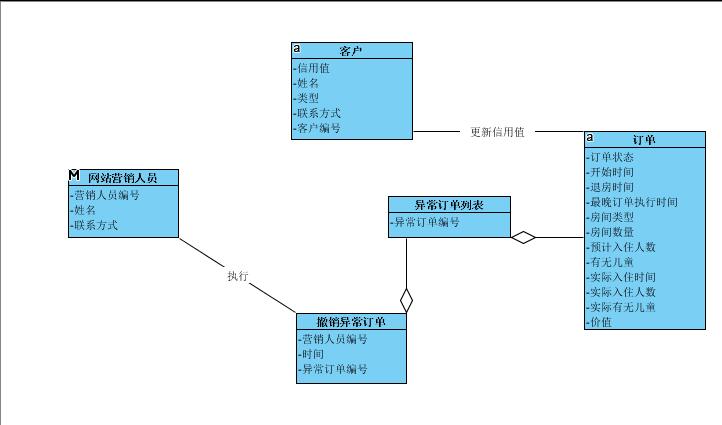 a
客户
-信用值
-姓名
-类型
-联系方式
-客户编号
更新信用值
a
订单
-订单状态
-开始时间
-退房时间
-最晚订单执行时间
-房间类型
-房间数量
-预计入住人数
-有无儿童
-实际入住时间
-实际入住人数
-实际有无儿童
-价值
M
网站营销人员
-营销人员编号
-姓名
-联系方式
异常订单列表
-异常订单编号
执行
撤销异常订单
-营销人员编号
-时间
-异常订单编号